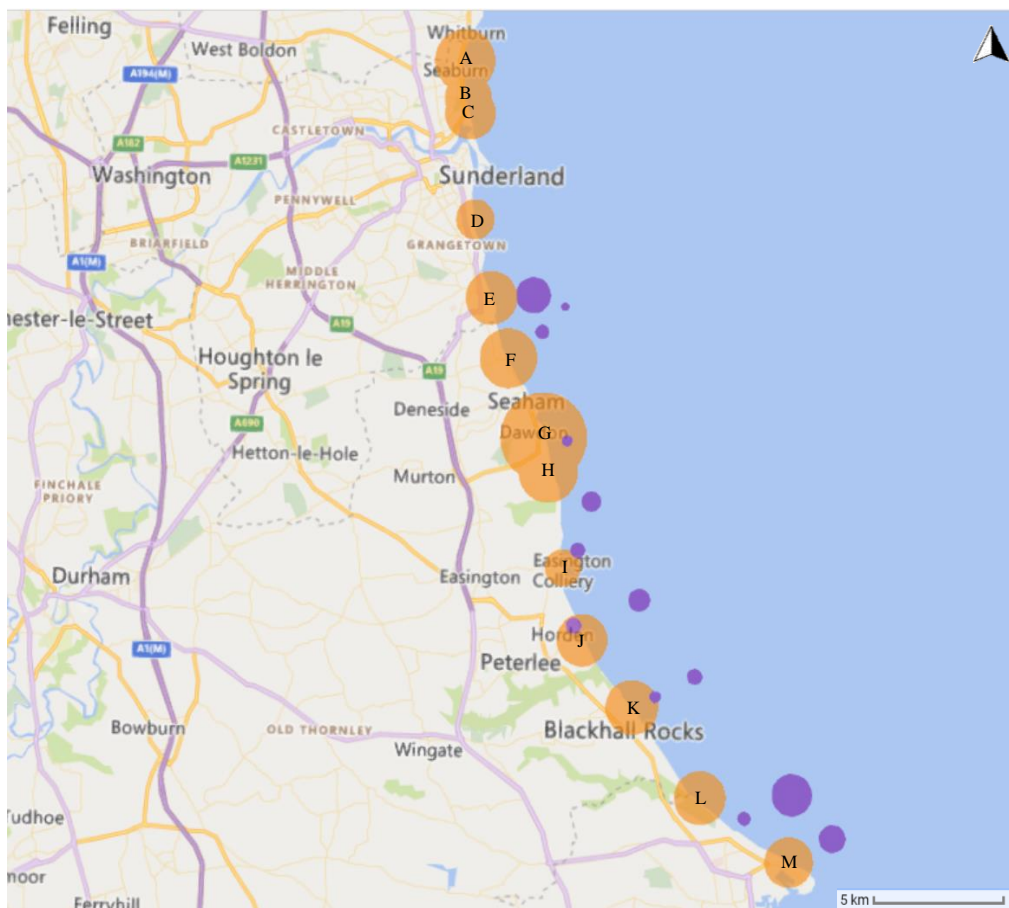 Felling
Whitburn
West Boldon
A
Seaburn
A194(M)
B
C
CASTLETOWN
A182
A1231
Washington
Sunderland
PENNYWELL
D
BRIARFIELD
GRANGETOWN
A1(M)
MIDDLE
HERRINGTON
E
hester-le-Street
A19
Houghton le
Spring
F
A19
Deneside
Seaham
A690
G
Hetton-le-Hole
H
Murton
FINCHALE
PRIORY
Durham
Easington
I
Easington
Colliery
Horden
J
A1(M)
Peterlee
K
Bowburn
OLD THORNLEY
Blackhall Rocks
Wingate
L
Tudhoe
M
moor
Ferryhill
5 km